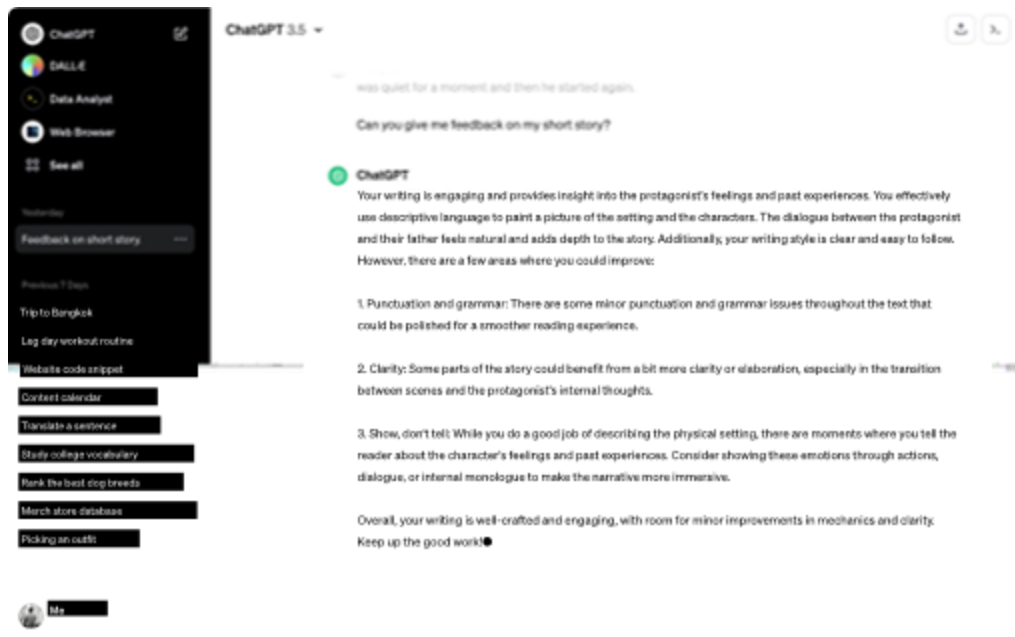 ChatGPT
DALL·E
Data Analyst
Web Browser
See all
Yesterday
Feedback on short story.
Previous 7 Days
Trip to Bangkok
Leg day workout routine
Website code snippet
Content calendar
Translate a sentence
Study college vocabulary
Rank the best dog breeds
Merch store database
Picking an outfit
Me
ChatGPT 3.5
was quiet for a moment and then he started again.
Can you give me feedback on my short story?
ChatGPT
Your writing is engaging and provides insight into the protagonist's feelings and past experiences. You effectively
use descriptive language to paint a picture of the setting and the characters. The dialogue between the protagonist
and their father feels natural and adds depth to the story. Additionally, your writing style is clear and easy to follow.
However, there are a few areas where you could improve:
1. Punctuation and grammar: There are some minor punctuation and grammar issues throughout the text that
could be polished for a smoother reading experience.
2. Clarity: Some parts of the story could benefit from a bit more clarity or elaboration, especially in the transition
between scenes and the protagonist's internal thoughts.
3. Show, don't tell: While you do a good job of describing the physical setting, there are moments where you tell the
reader about the character's feelings and past experiences. Consider showing these emotions through actions,
dialogue, or internal monologue to make the narrative more immersive.
Overall, your writing is well-crafted and engaging, with room for minor improvements in mechanics and clarity.
Keep up the good work!